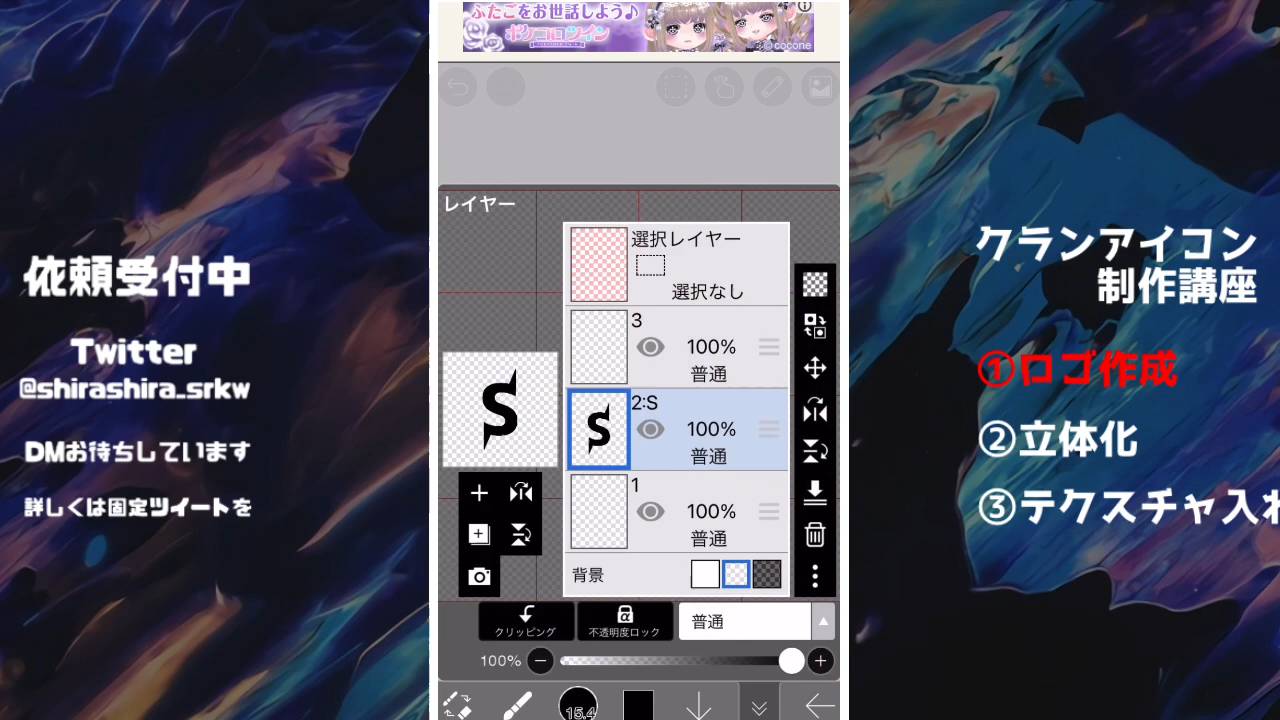 ふたごをお世話しよう♪
ポケコロツイン
©cocone
レイヤー
選択レイヤー
選択なし
3
100%
普通
2:S
100%
普通
1
100%
普通
背景
S
S
クリッピング
不透明度ロック
普通
100%
15.4
依頼受付中
Twitter
@shirashira_srkw
DMお待ちしています
詳しくは固定ツイートを
クランアイコン
制作講座
①ロゴ作成
②立体化
③テクスチャ入れ